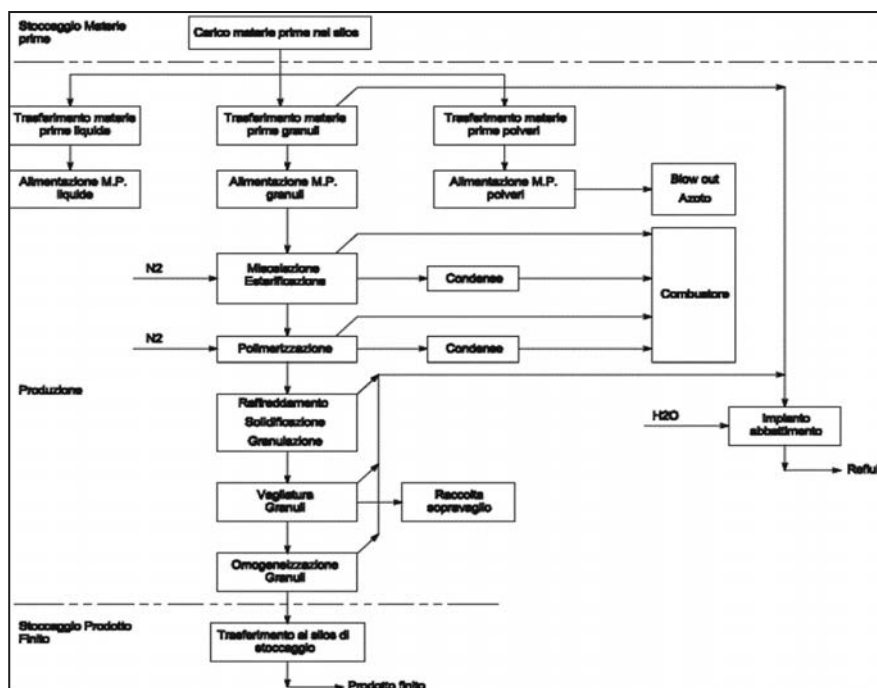 Stoccaggio Materie
prime
Carico materie prime nei silos
Trasferimento materie
prime liquide
Trasferimento materie
prime granuli
Trasferimento materie
prime polveri
Alimentazione M.P.
liquide
Alimentazione M.P.
granuli
Alimentazione M.P.
polveri
Blow out
Azoto
N2
Miscelazione
Esterificazione
Condense
Combustore
N2
Polimerizzazione
Condense
Produzione
Raffreddamento
Solidificazione
Granulazione
H2O
Impianto
abbattimento
Reflui
Vagliatura
Granuli
Raccolta
sopravaglio
Omogeneizzazione
Granuli
Stoccaggio Prodotto
Finito
Trasferimento ai silos di
stoccaggio
Prodotto finito